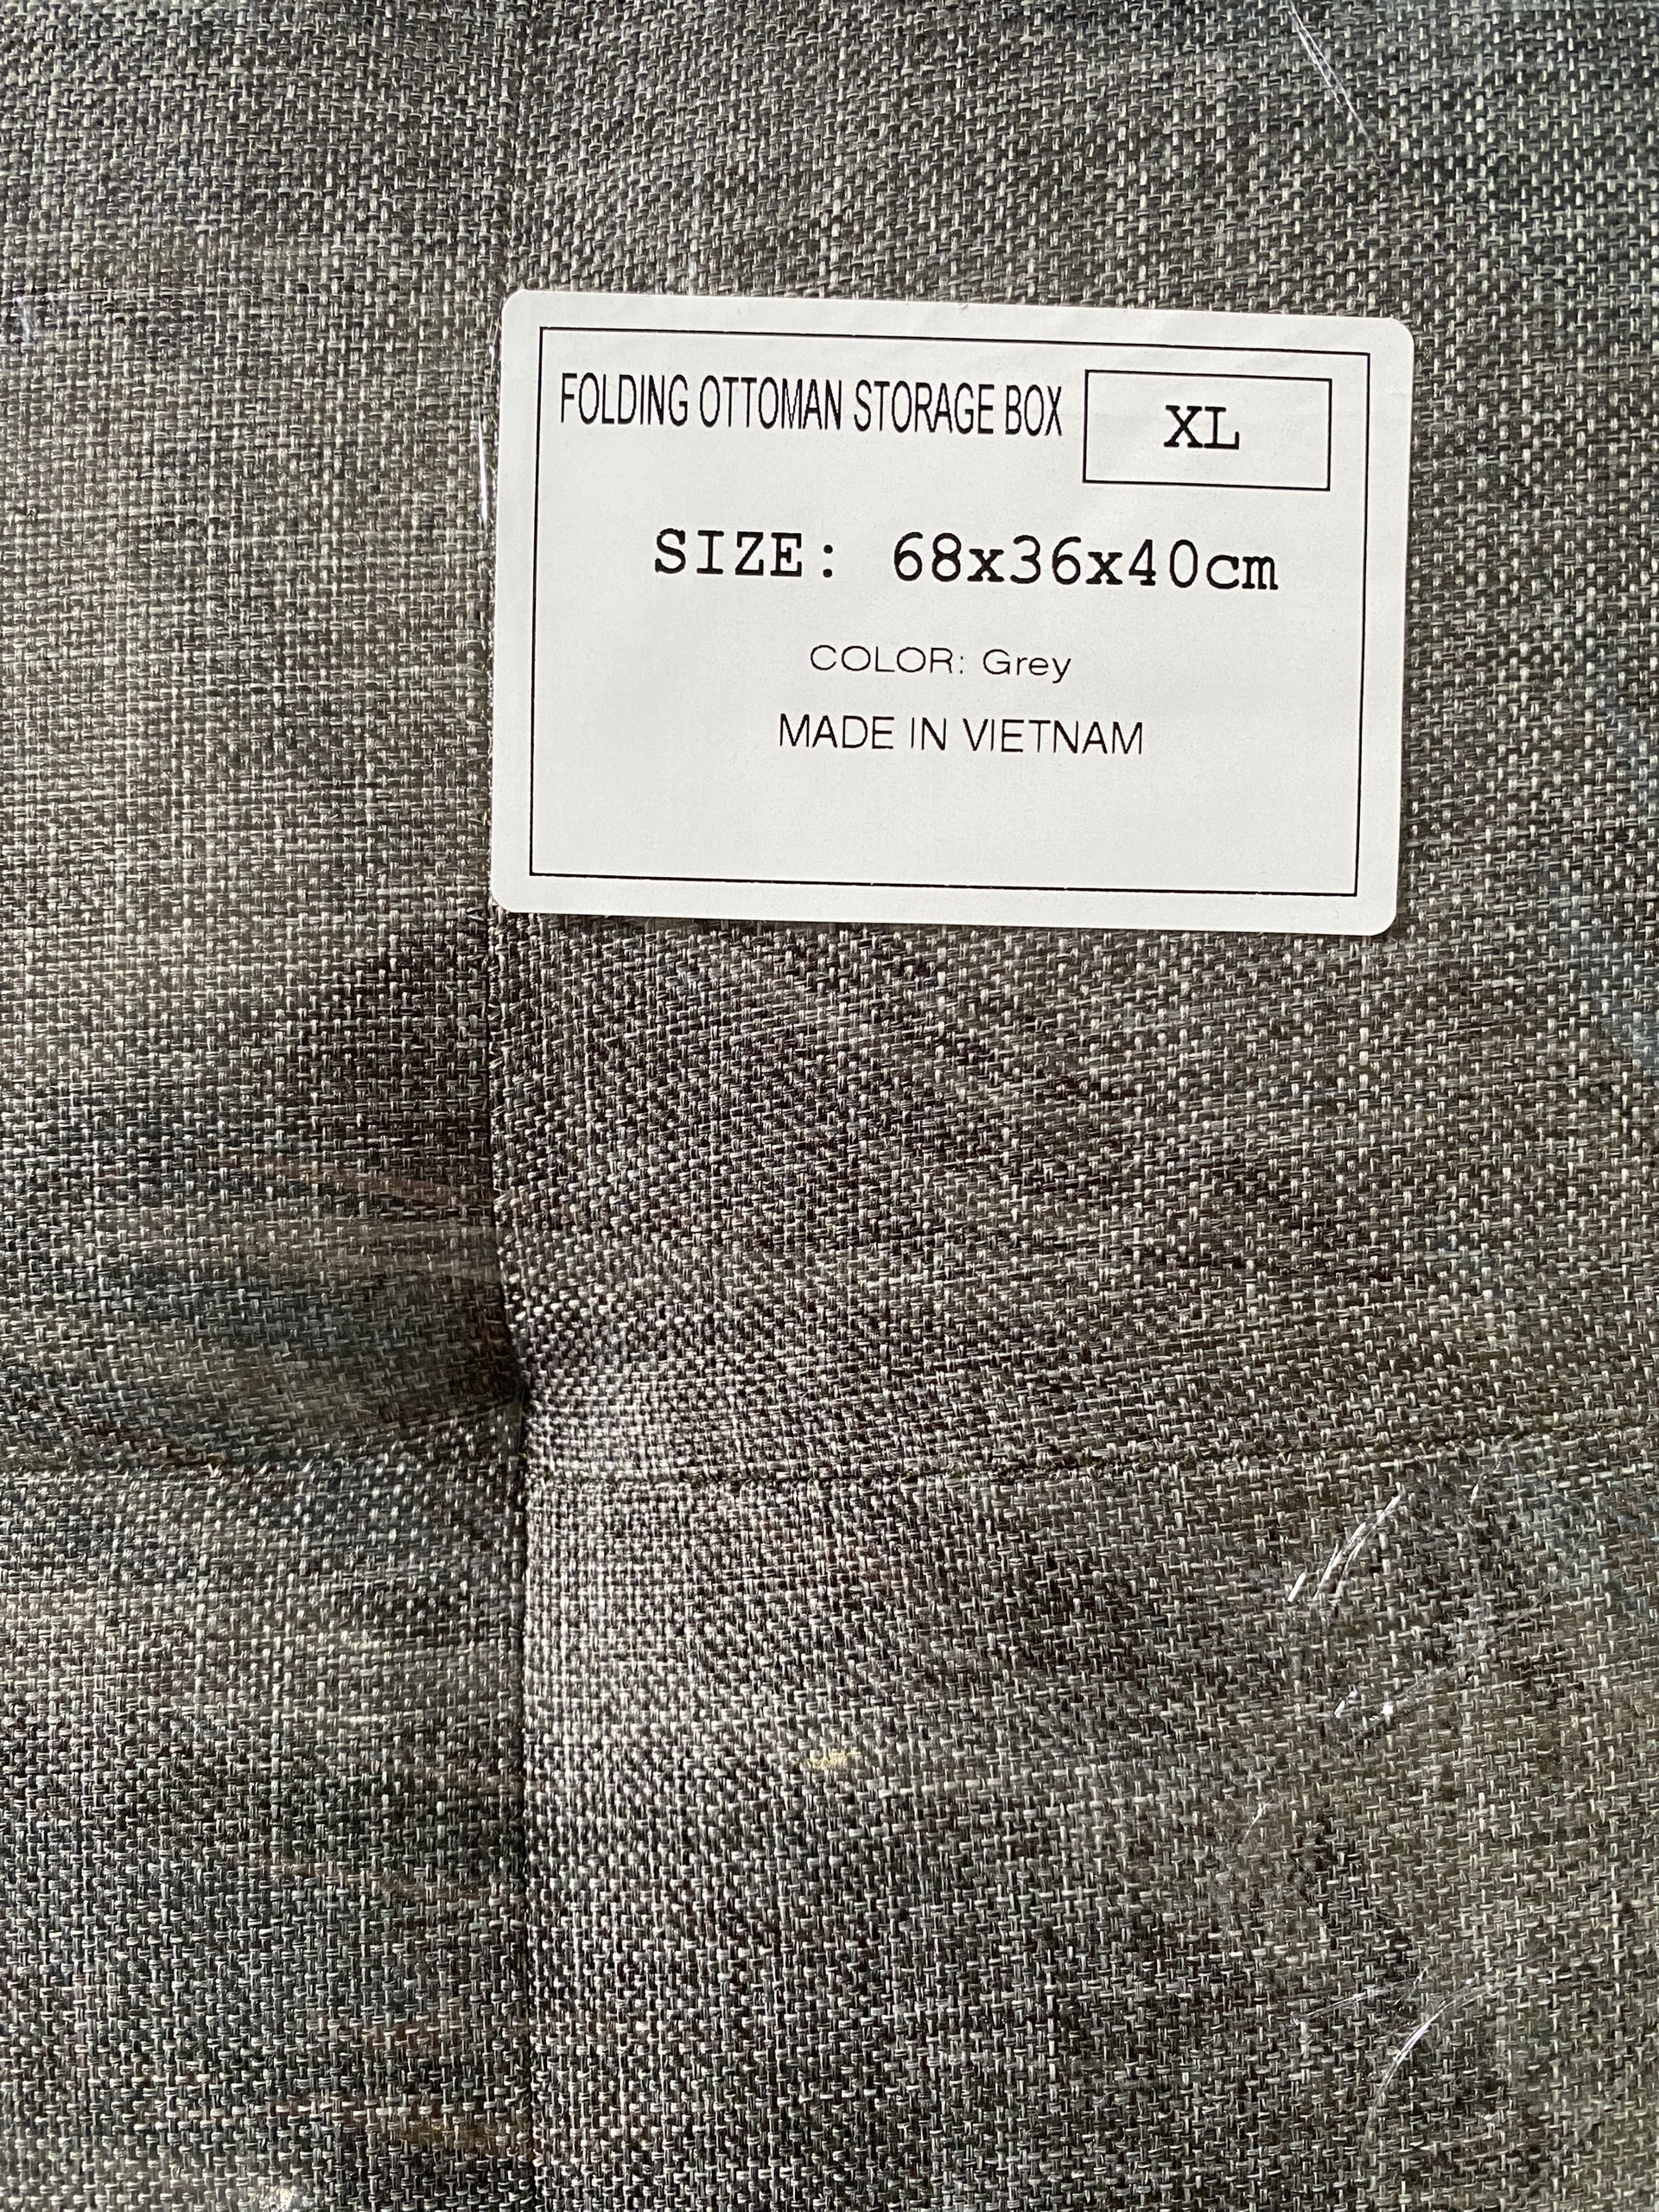 FOLDING OTTOMAN STORAGE BOX XL
SIZE: 68x36x40cm
COLOR: Grey
MADE IN VIETNAM